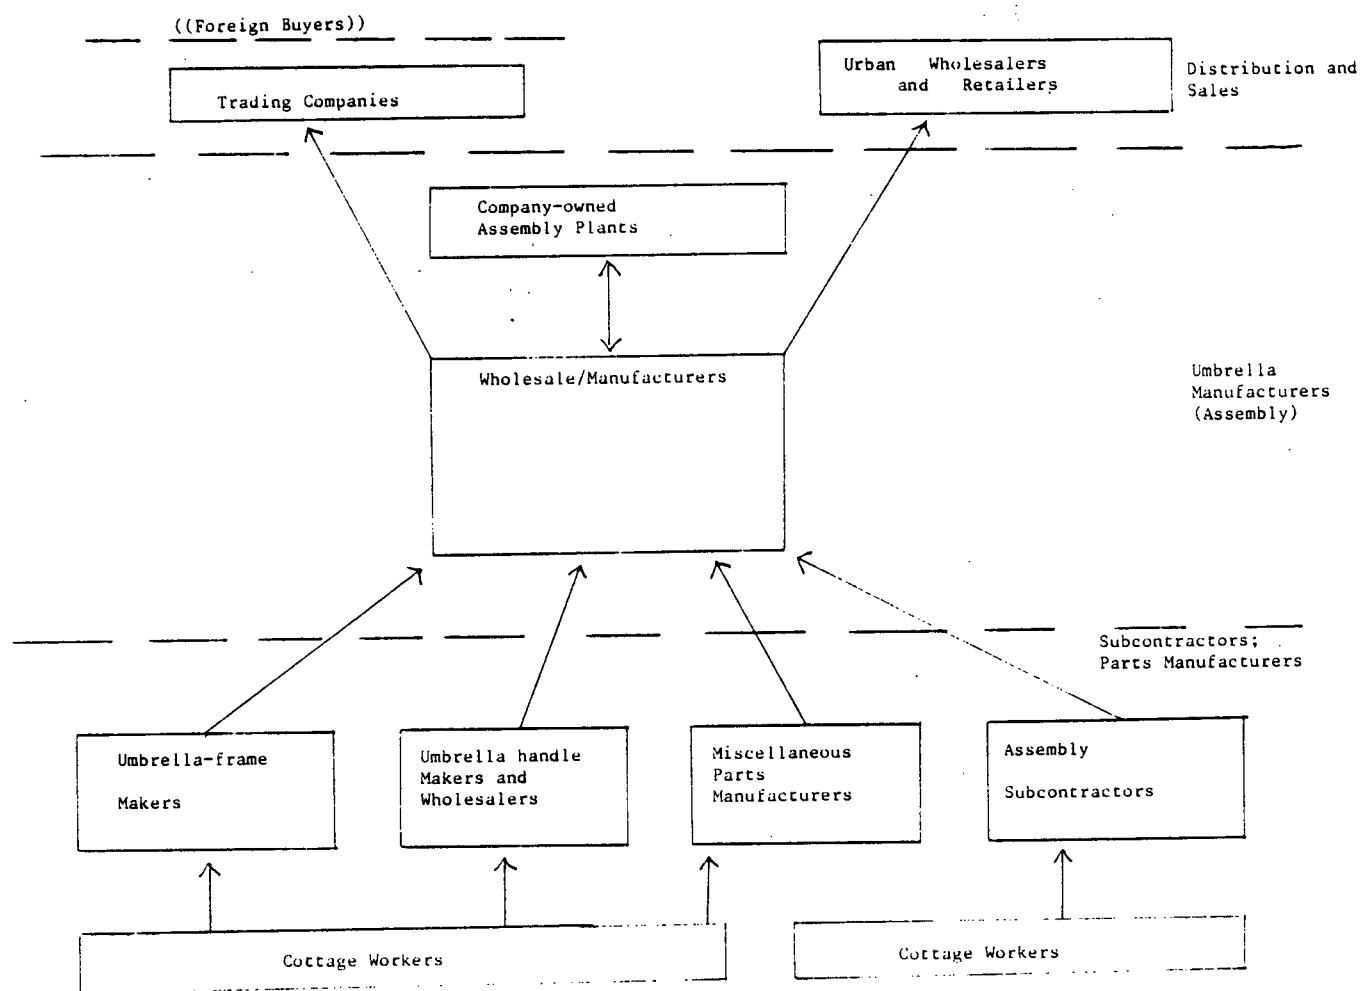 ((Foreign Buyers))
Trading Companies
Urban Wholesalers
and Retailers
Distribution and
Sales
Company-owned
Assembly Plants
Wholesale/Manufacturers
Umbrella
Manufacturers
(Assembly)
Subcontractors;
Parts Manufacturers
Umbrella-frame
Makers
Umbrella handle
Makers and
Wholesalers
Miscellaneous
Parts
Manufacturers
Assembly
Subcontractors
Cottage Workers
Cottage Workers